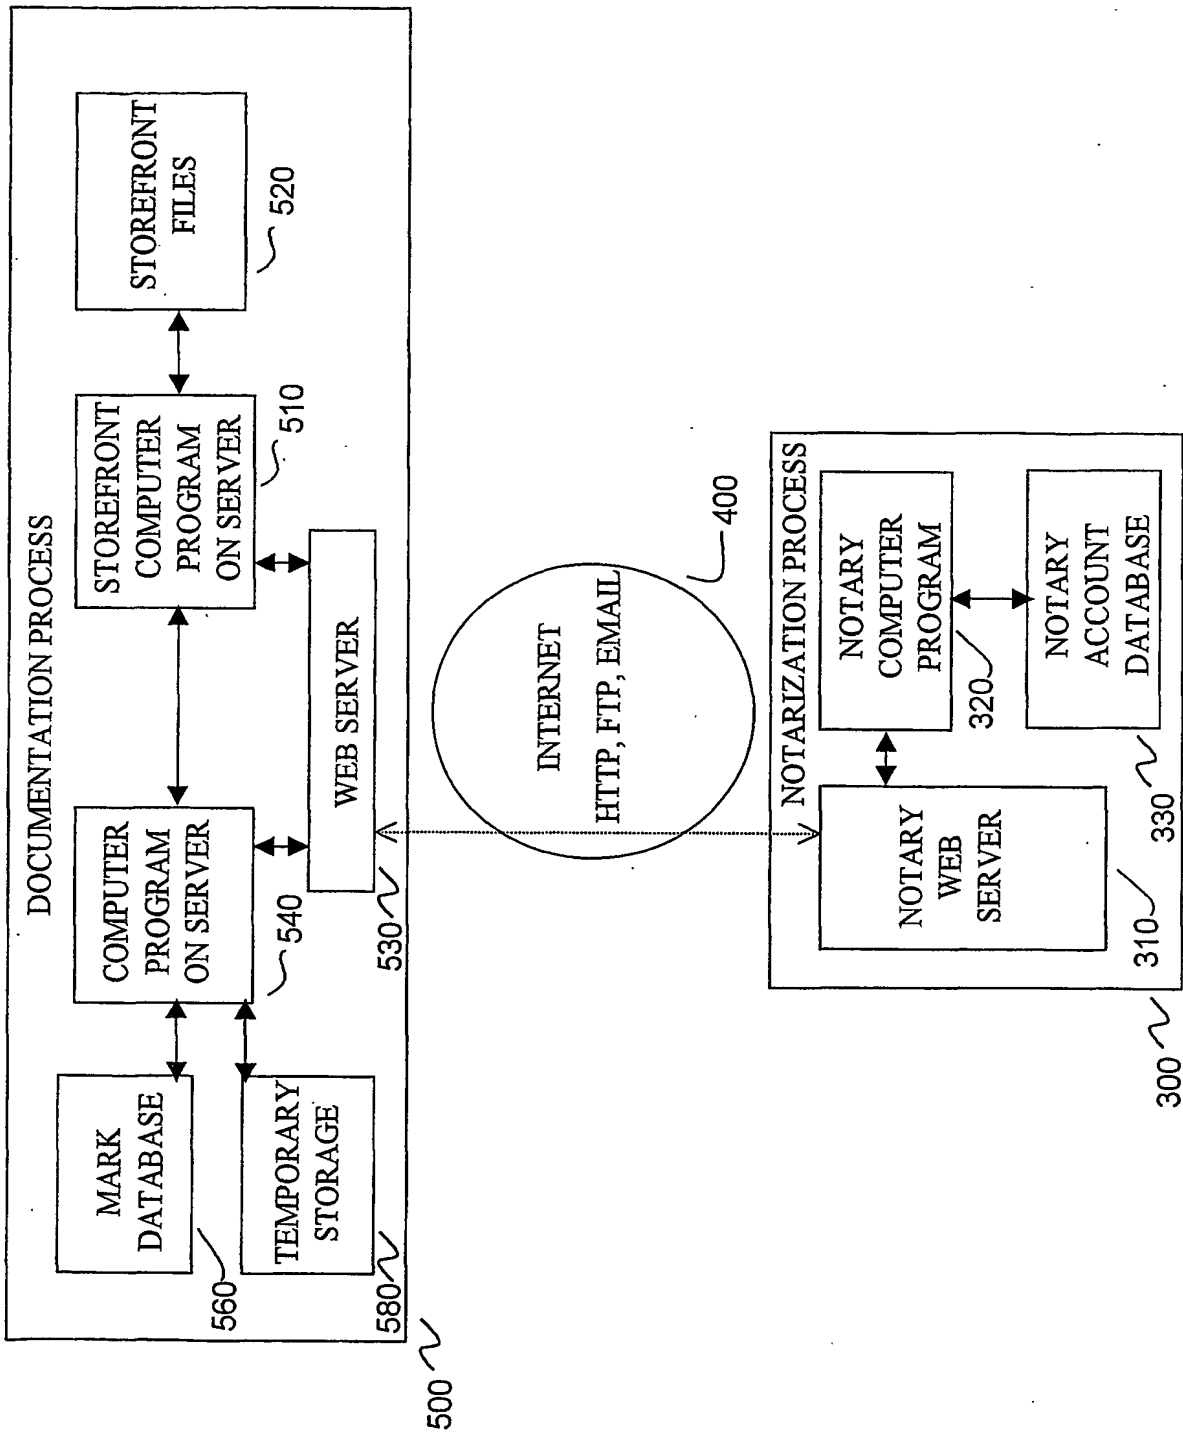 DOCUMENTATION PROCESS
MARK
DATABASE
560
TEMPORARY
STORAGE
580
COMPUTER
PROGRAM
ON SERVER
540
STOREFRONT
COMPUTER
PROGRAM
ON SERVER
510
STOREFRONT
FILES
520
WEB SERVER
530
500
INTERNET
HTTP, FTP, EMAIL
400
NOTARIZATION PROCESS
NOTARY
WEB
SERVER
310
NOTARY
COMPUTER
PROGRAM
320
NOTARY
ACCOUNT
DATABASE
330
300